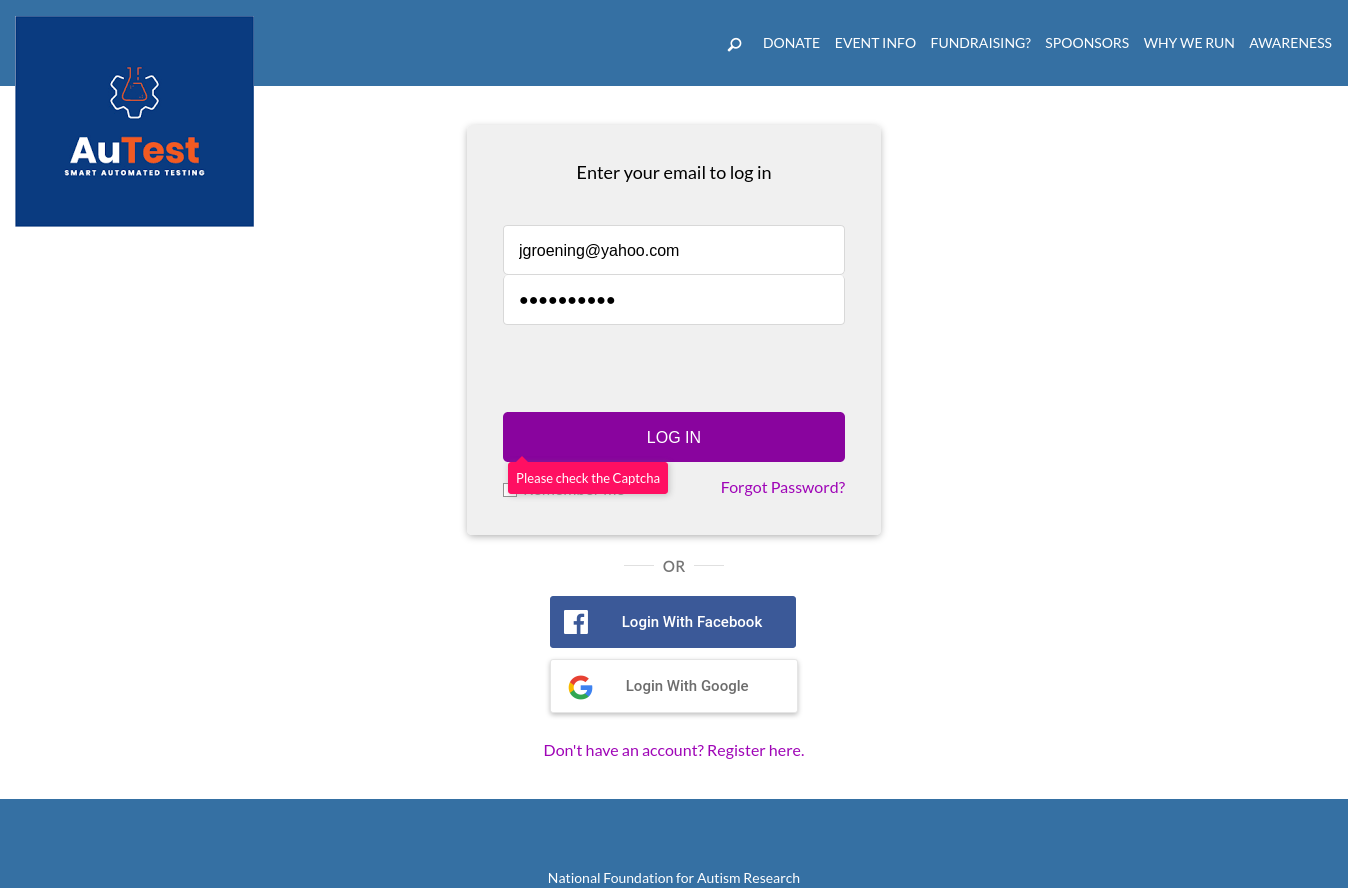 DONATE EVENT INFO FUNDRAISING? SPOONSORS WHY WE RUN AWARENESS
AuTest
SMART AUTOMATED TESTING
Enter your email to log in
jgroening@yahoo.com
●●●●●●●●●●
LOG IN
Please check the Captcha
Forgot Password?
OR
Login With Facebook
Login With Google
Don't have an account? Register here.
National Foundation for Autism Research